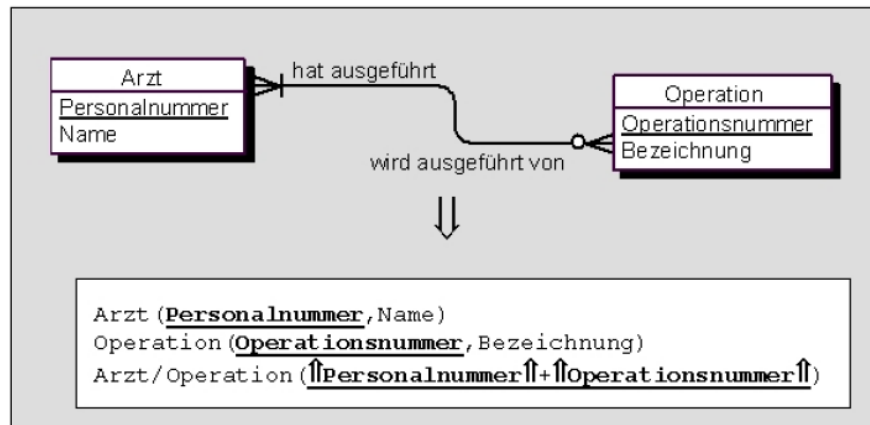 Arzt
Personalnummer
Name
hat ausgeführt
wird ausgeführt von
Operation
Operationsnummer
Bezeichnung
Arzt(Personalnummer,Name)
Operation(Operationsnummer,Bezeichnung)
Arzt/Operation(⇑Personalnummer⇑+⇑Operationsnummer⇑)